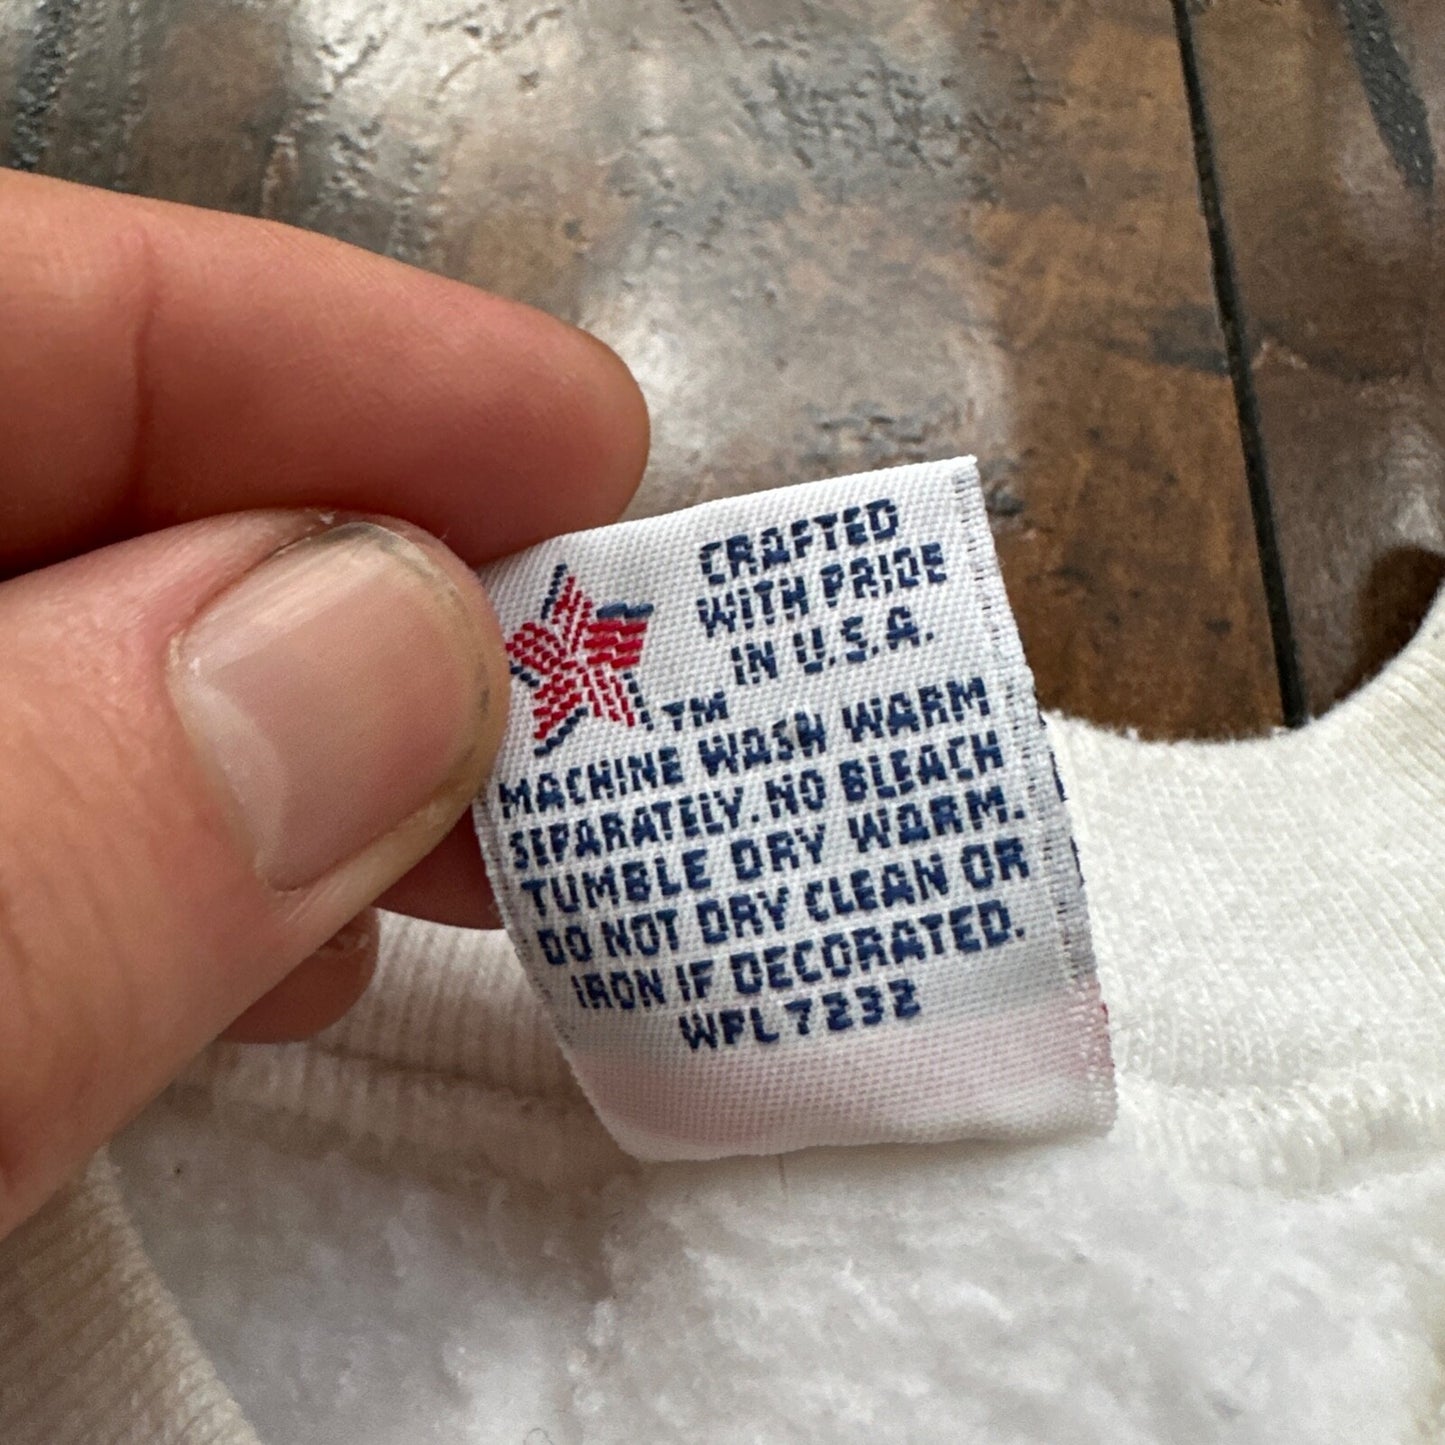 CRAFTED
WITH PRIDE
IN U.S.A.
TM
MACHINE WASH WARM
SEPARATELY. NO BLEACH
TUMBLE DRY WARM.
DO NOT DRY CLEAN OR
IRON IF DECORATED.
WPL 7232